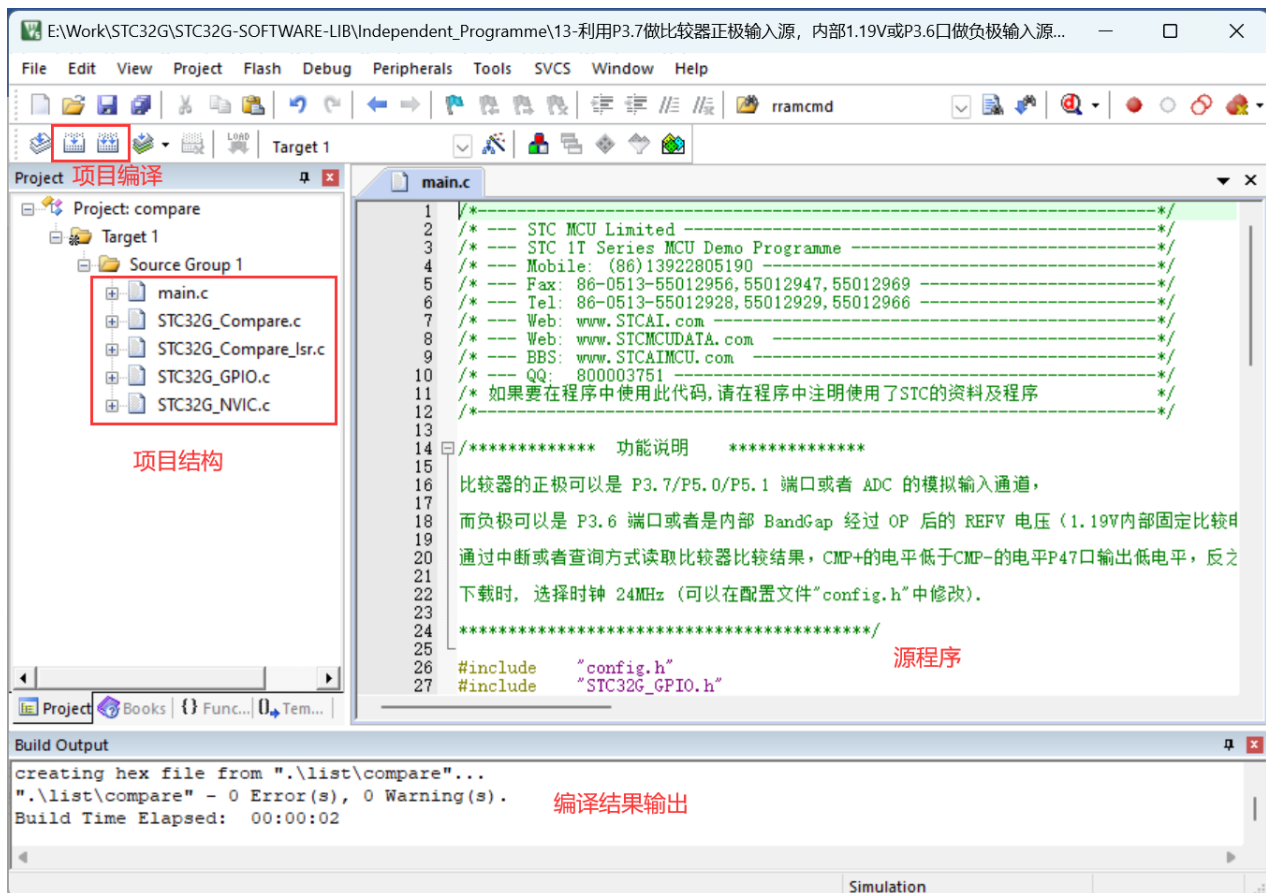 E:\Work\STC32G\STC32G-SOFTWARE-LIB\Independent_Programme\13-利用P3.7做比较器正极输入源，内部1.19V或P3.6口做负极输入源...
File Edit View Project Flash Debug Peripherals Tools SVCS Window Help
rramcmd
LOAD Target 1
Project 项目编译
main.c
Project: compare
Target 1
Source Group 1
main.c
STC32G_Compare.c
STC32G_Compare_Isr.c
STC32G_GPIO.c
STC32G_NVIC.c
项目结构
1 /*---------------------------------------------------------------------*/
2 /* --- STC MCU Limited ------------------------------------------------*/
3 /* --- STC 1T Series MCU Demo Programme -------------------------------*/
4 /* --- Mobile: (86)13922805190 ----------------------------------------*/
5 /* --- Fax: 86-0513-55012956,55012947,55012969 ------------------------*/
6 /* --- Tel: 86-0513-55012928,55012929,55012966 ------------------------*/
7 /* --- Web: www.STCAI.com ---------------------------------------------*/
8 /* --- Web: www.STCMCUDATA.com  ---------------------------------------*/
9 /* --- BBS: www.STCAIMCU.com  -----------------------------------------*/
10 /* --- QQ:  800003751 -------------------------------------------------*/
11 /* 如果要在程序中使用此代码,请在程序中注明使用了STC的资料及程序            */
12 /*---------------------------------------------------------------------*/
13
14 /*************  功能说明    **************
15
16 比较器的正极可以是 P3.7/P5.0/P5.1 端口或者 ADC 的模拟输入通道，
17
18 而负极可以是 P3.6 端口或者是内部 BandGap 经过 OP 后的 REFV 电压（1.19V内部固定比较
19
20 通过中断或者查询方式读取比较器比较结果，CMP+的电平低于CMP-的电平P47口输出低电平，反之
21
22 下载时, 选择时钟 24MHz (可以在配置文件"config.h"中修改).
23
24 ******************************************/
25
源程序
26 #include    "config.h"
27 #include    "STC32G_GPIO.h"
Project Books {} Func... Tem...
Build Output
creating hex file from ".\list\compare"...
".\list\compare" - 0 Error(s), 0 Warning(s).
Build Time Elapsed:  00:00:02
编译结果输出
Simulation